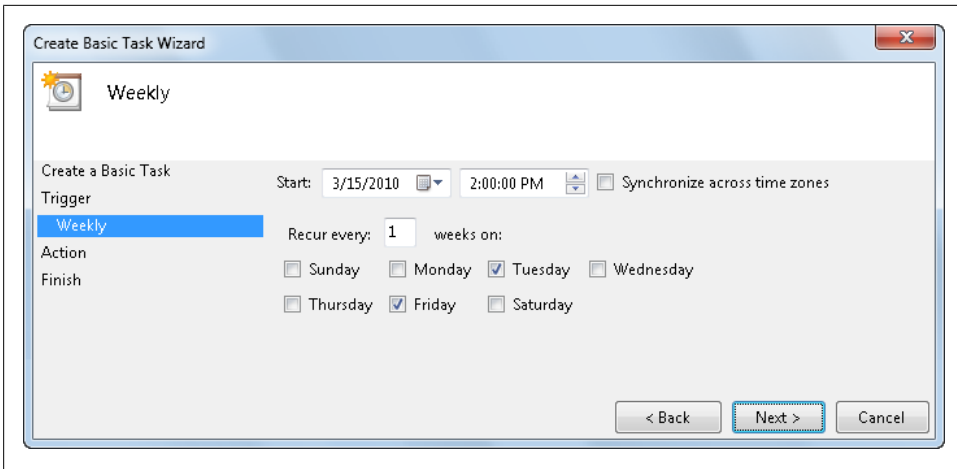 Create Basic Task Wizard
Weekly
Create a Basic Task
Trigger
Weekly
Action
Finish
Start: 3/15/2010 2:00:00 PM Synchronize across time zones
Recur every: 1 weeks on:
Sunday Monday Tuesday Wednesday
Thursday Friday Saturday
< Back Next > Cancel